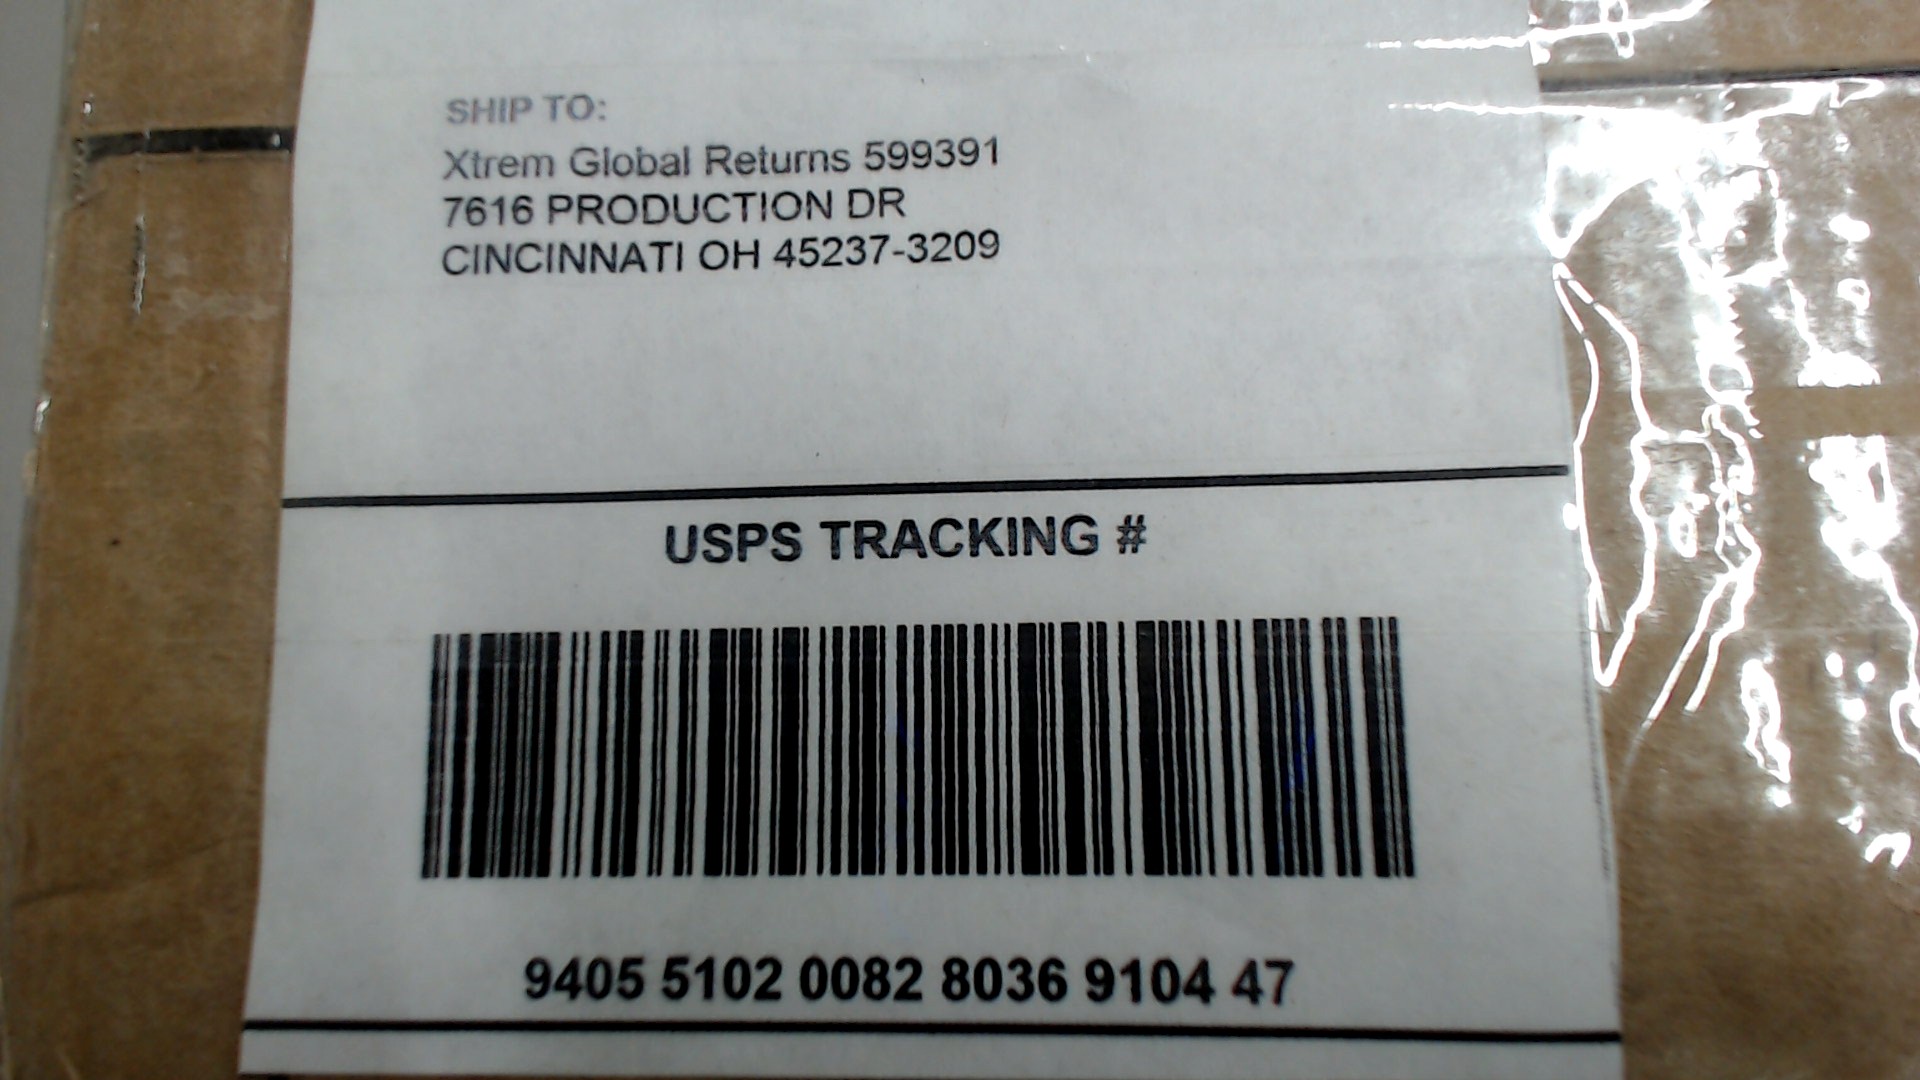 SHIP TO:
Xtrem Global Returns 599391
7616 PRODUCTION DR
CINCINNATI OH 45237-3209
USPS TRACKING #
9405 5102 0082 8036 9104 47